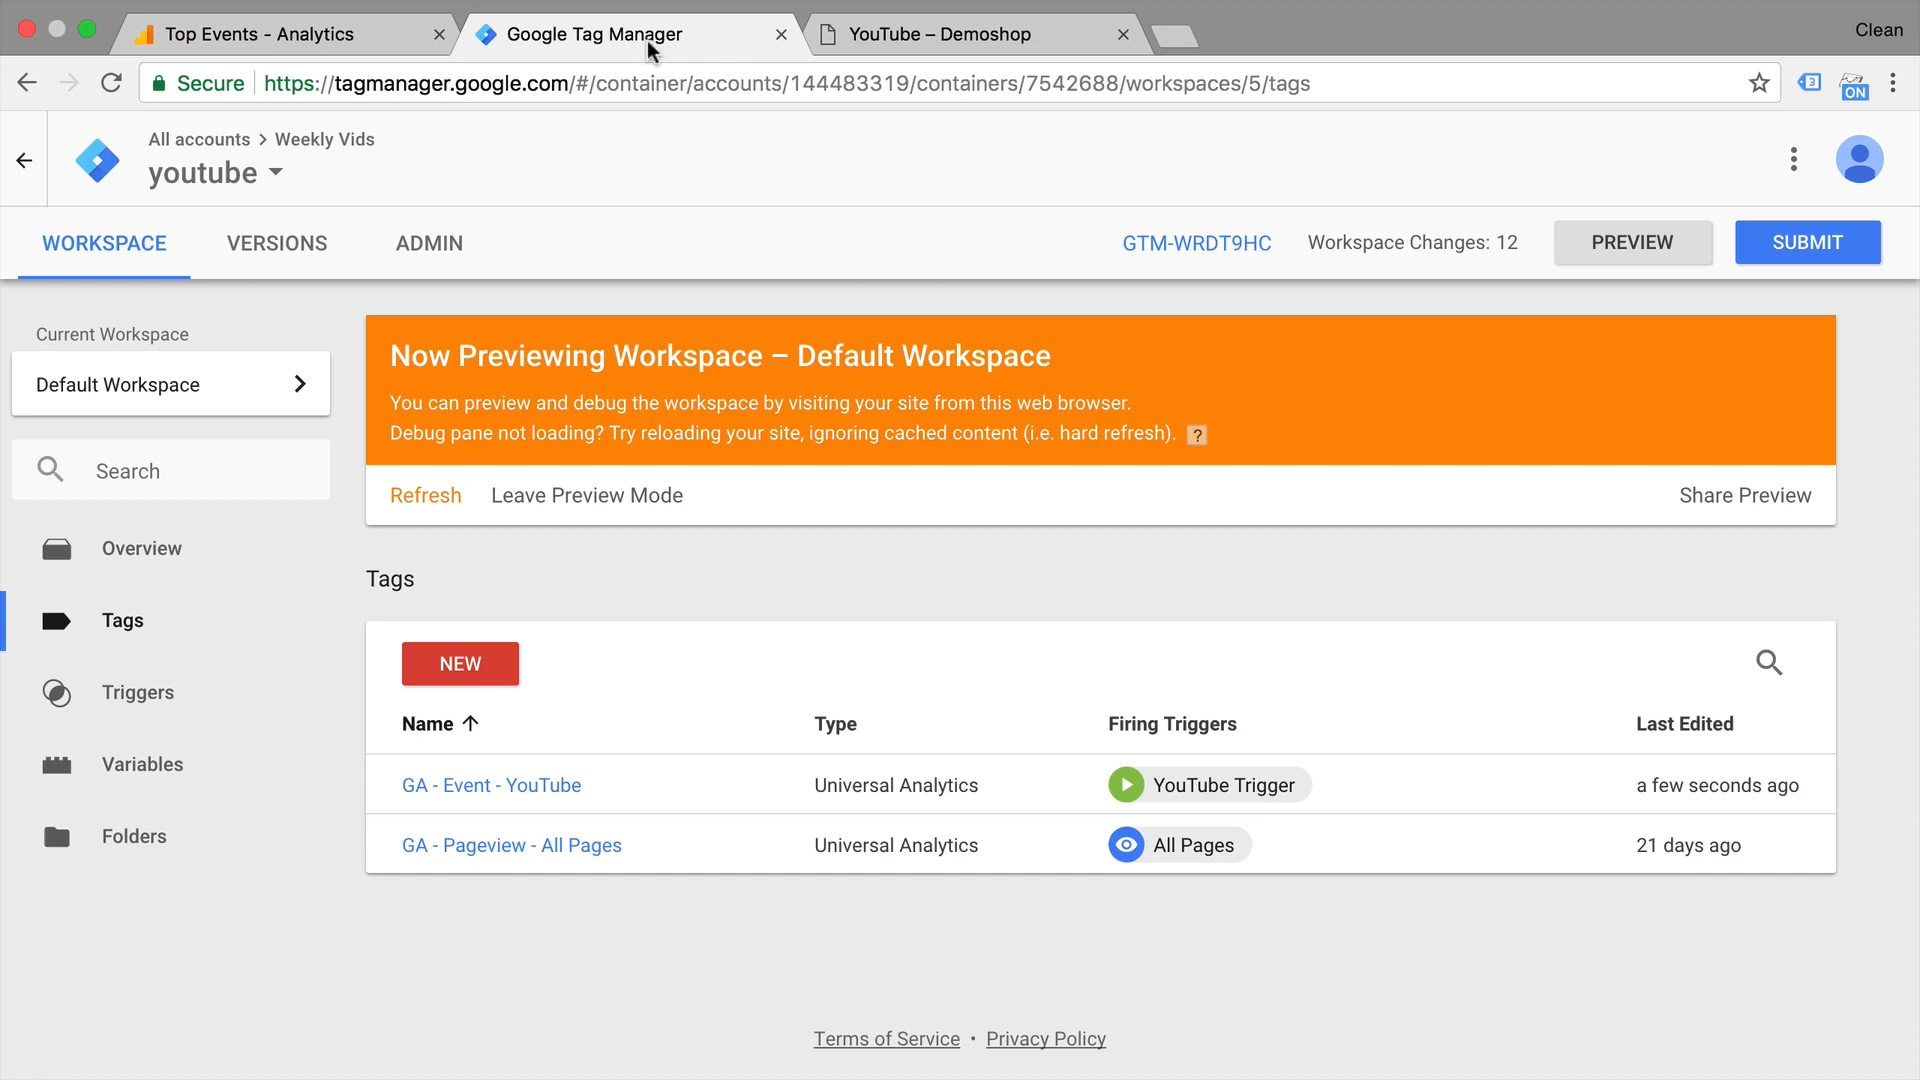 Top Events - Analytics
Google Tag Manager
YouTube – Demoshop
Clean
Secure
https://tagmanager.google.com/#/container/accounts/144483319/containers/7542688/workspaces/5/tags
3
ON
All accounts > Weekly Vids
youtube
WORKSPACE
VERSIONS
ADMIN
GTM-WRDT9HC
Workspace Changes: 12
PREVIEW
SUBMIT
Current Workspace
Default Workspace
Search
Overview
Tags
Triggers
Variables
Folders
Now Previewing Workspace – Default Workspace
You can preview and debug the workspace by visiting your site from this web browser.
Debug pane not loading? Try reloading your site, ignoring cached content (i.e. hard refresh). ?
Refresh
Leave Preview Mode
Share Preview
Tags
NEW
Name
Type
Firing Triggers
Last Edited
GA - Event - YouTube
Universal Analytics
YouTube Trigger
a few seconds ago
GA - Pageview - All Pages
Universal Analytics
All Pages
21 days ago
Terms of Service • Privacy Policy